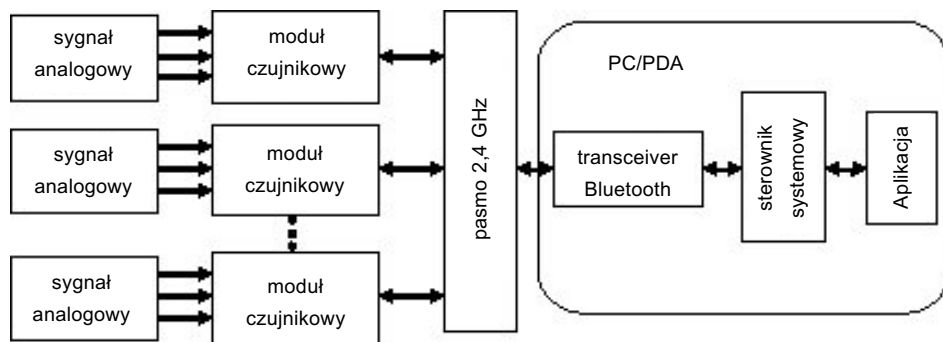 sygnał
analogowy
moduł
czujnikowy
sygnał
analogowy
moduł
czujnikowy
sygnał
analogowy
moduł
czujnikowy
pasmo 2,4 GHz
PC/PDA
transceiver
Bluetooth
sterownik
systemowy
Aplikacja